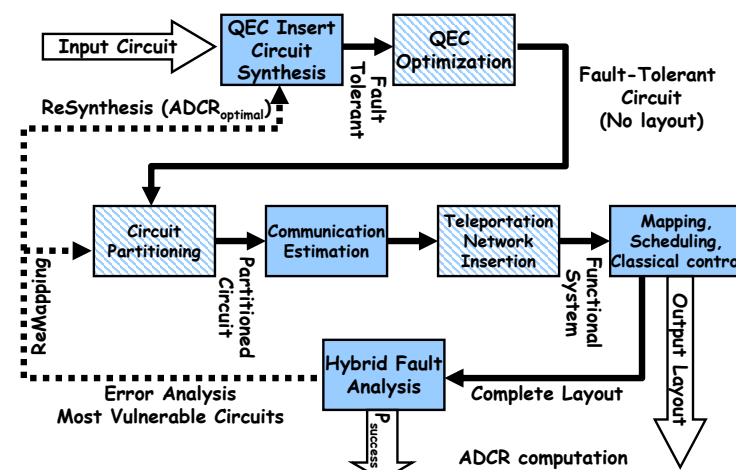 Input Circuit
QEC Insert
Circuit
Synthesis
Fault
Tolerant
QEC
Optimization
Fault-Tolerant
Circuit
(No layout)
ReSynthesis (ADCRoptimal)
Circuit
Partitioning
Partitioned
Circuit
Communication
Estimation
Teleportation
Network
Insertion
Functional
System
Mapping,
Scheduling,
Classical control
ReMapping
Output Layout
Hybrid Fault
Analysis
Complete Layout
Error Analysis
Most Vulnerable Circuits
Psuccess
ADCR computation